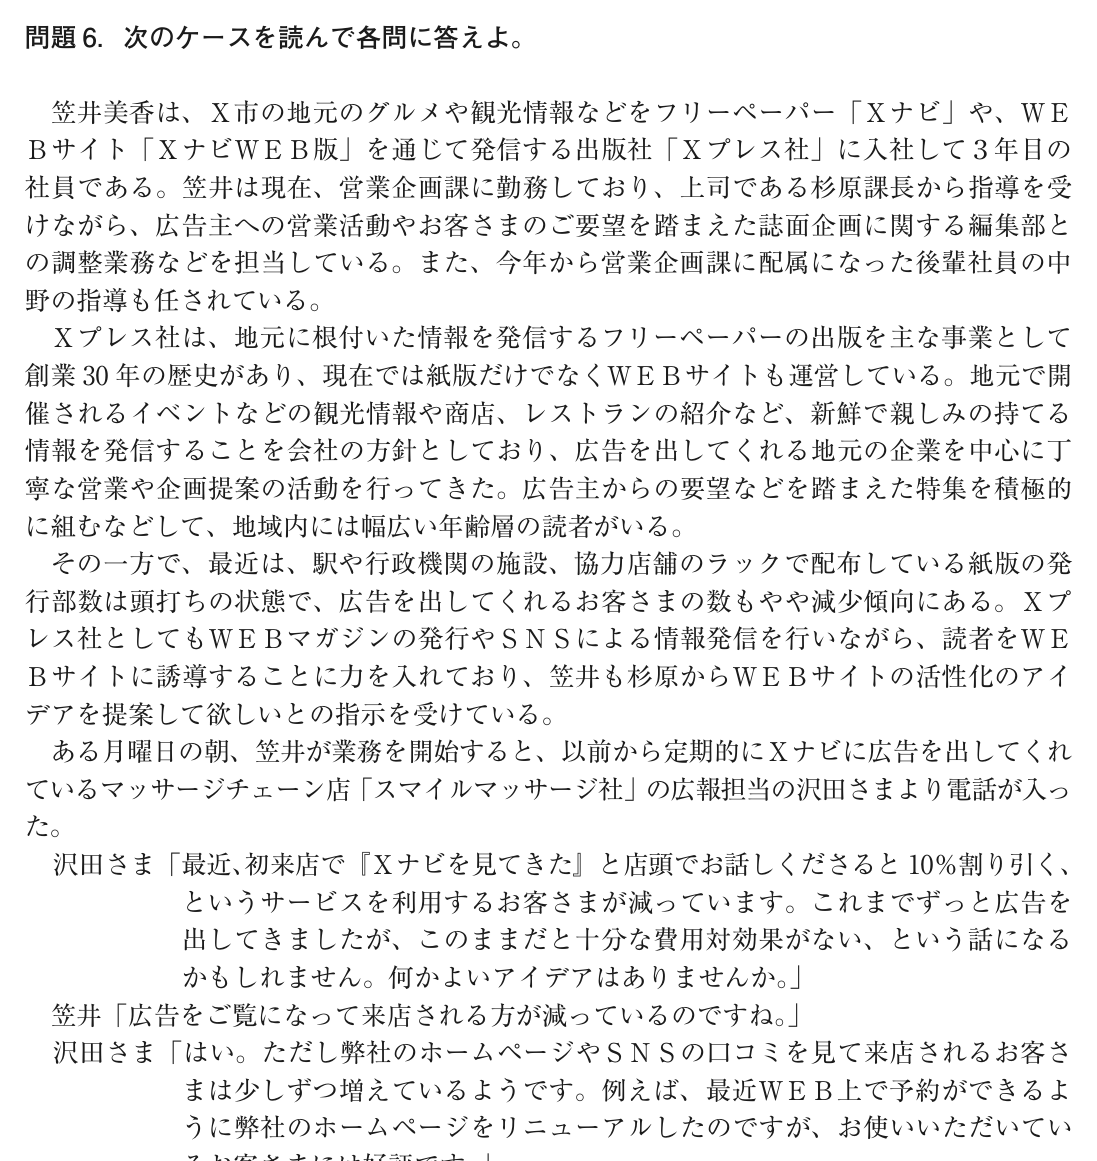 問題6.　次のケースを読んで各問に答えよ。
笠井美香は、Ｘ市の地元のグルメや観光情報などをフリーペーパー「Ｘナビ」や、ＷＥ
Ｂサイト「ＸナビＷＥＢ版」を通じて発信する出版社「Ｘプレス社」に入社して３年目の
社員である。笠井は現在、営業企画課に勤務しており、上司である杉原課長から指導を受
けながら、広告主への営業活動やお客さまのご要望を踏まえた誌面企画に関する編集部と
の調整業務などを担当している。また、今年から営業企画課に配属になった後輩社員の中
野の指導も任されている。
Ｘプレス社は、地元に根付いた情報を発信するフリーペーパーの出版を主な事業として
創業 30 年の歴史があり、現在では紙版だけでなくＷＥＢサイトも運営している。地元で開
催されるイベントなどの観光情報や商店、レストランの紹介など、新鮮で親しみの持てる
情報を発信することを会社の方針としており、広告を出してくれる地元の企業を中心に丁
寧な営業や企画提案の活動を行ってきた。広告主からの要望などを踏まえた特集を積極的
に組むなどして、地域内には幅広い年齢層の読者がいる。
その一方で、最近は、駅や行政機関の施設、協力店舗のラックで配布している紙版の発
行部数は頭打ちの状態で、広告を出してくれるお客さまの数もやや減少傾向にある。Ｘプ
レス社としてもＷＥＢマガジンの発行やＳＮＳによる情報発信を行いながら、読者をＷＥ
Ｂサイトに誘導することに力を入れており、笠井も杉原からＷＥＢサイトの活性化のアイ
デアを提案して欲しいとの指示を受けている。
ある月曜日の朝、笠井が業務を開始すると、以前から定期的にＸナビに広告を出してくれ
ているマッサージチェーン店「スマイルマッサージ社」の広報担当の沢田さまより電話が入っ
た。
沢田さま「最近、初来店で『Ｘナビを見てきた』と店頭でお話しくださると 10%割り引く、
というサービスを利用するお客さまが減っています。これまでずっと広告を
出してきましたが、このままだと十分な費用対効果がない、という話になる
かもしれません。何かよいアイデアはありませんか。」
笠井「広告をご覧になって来店される方が減っているのですね。」
沢田さま「はい。ただし弊社のホームページやＳＮＳの口コミを見て来店されるお客さ
まは少しずつ増えているようです。例えば、最近ＷＥＢ上で予約ができるよ
うに弊社のホームページをリニューアルしたのですが、お使いいただいてい
るお客さまには好評です。」